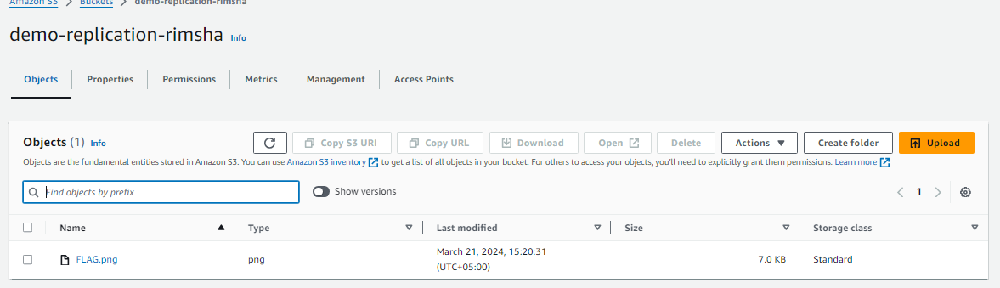 Amazon S3 > Buckets > demo-replication-rimsha
demo-replication-rimsha Info
Objects Properties Permissions Metrics Management Access Points
Objects (1) Info Copy S3 URI Copy URL Download Open Delete Actions Create folder Upload
Objects are the fundamental entities stored in Amazon S3. You can use Amazon S3 inventory to get a list of all objects in your bucket. For others to access your objects, you'll need to explicitly grant them permissions. Learn more
Find objects by prefix Show versions 1
Name Type Last modified Size Storage class
FLAG.png png March 21, 2024, 15:20:31 7.0 KB Standard
(UTC+05:00)